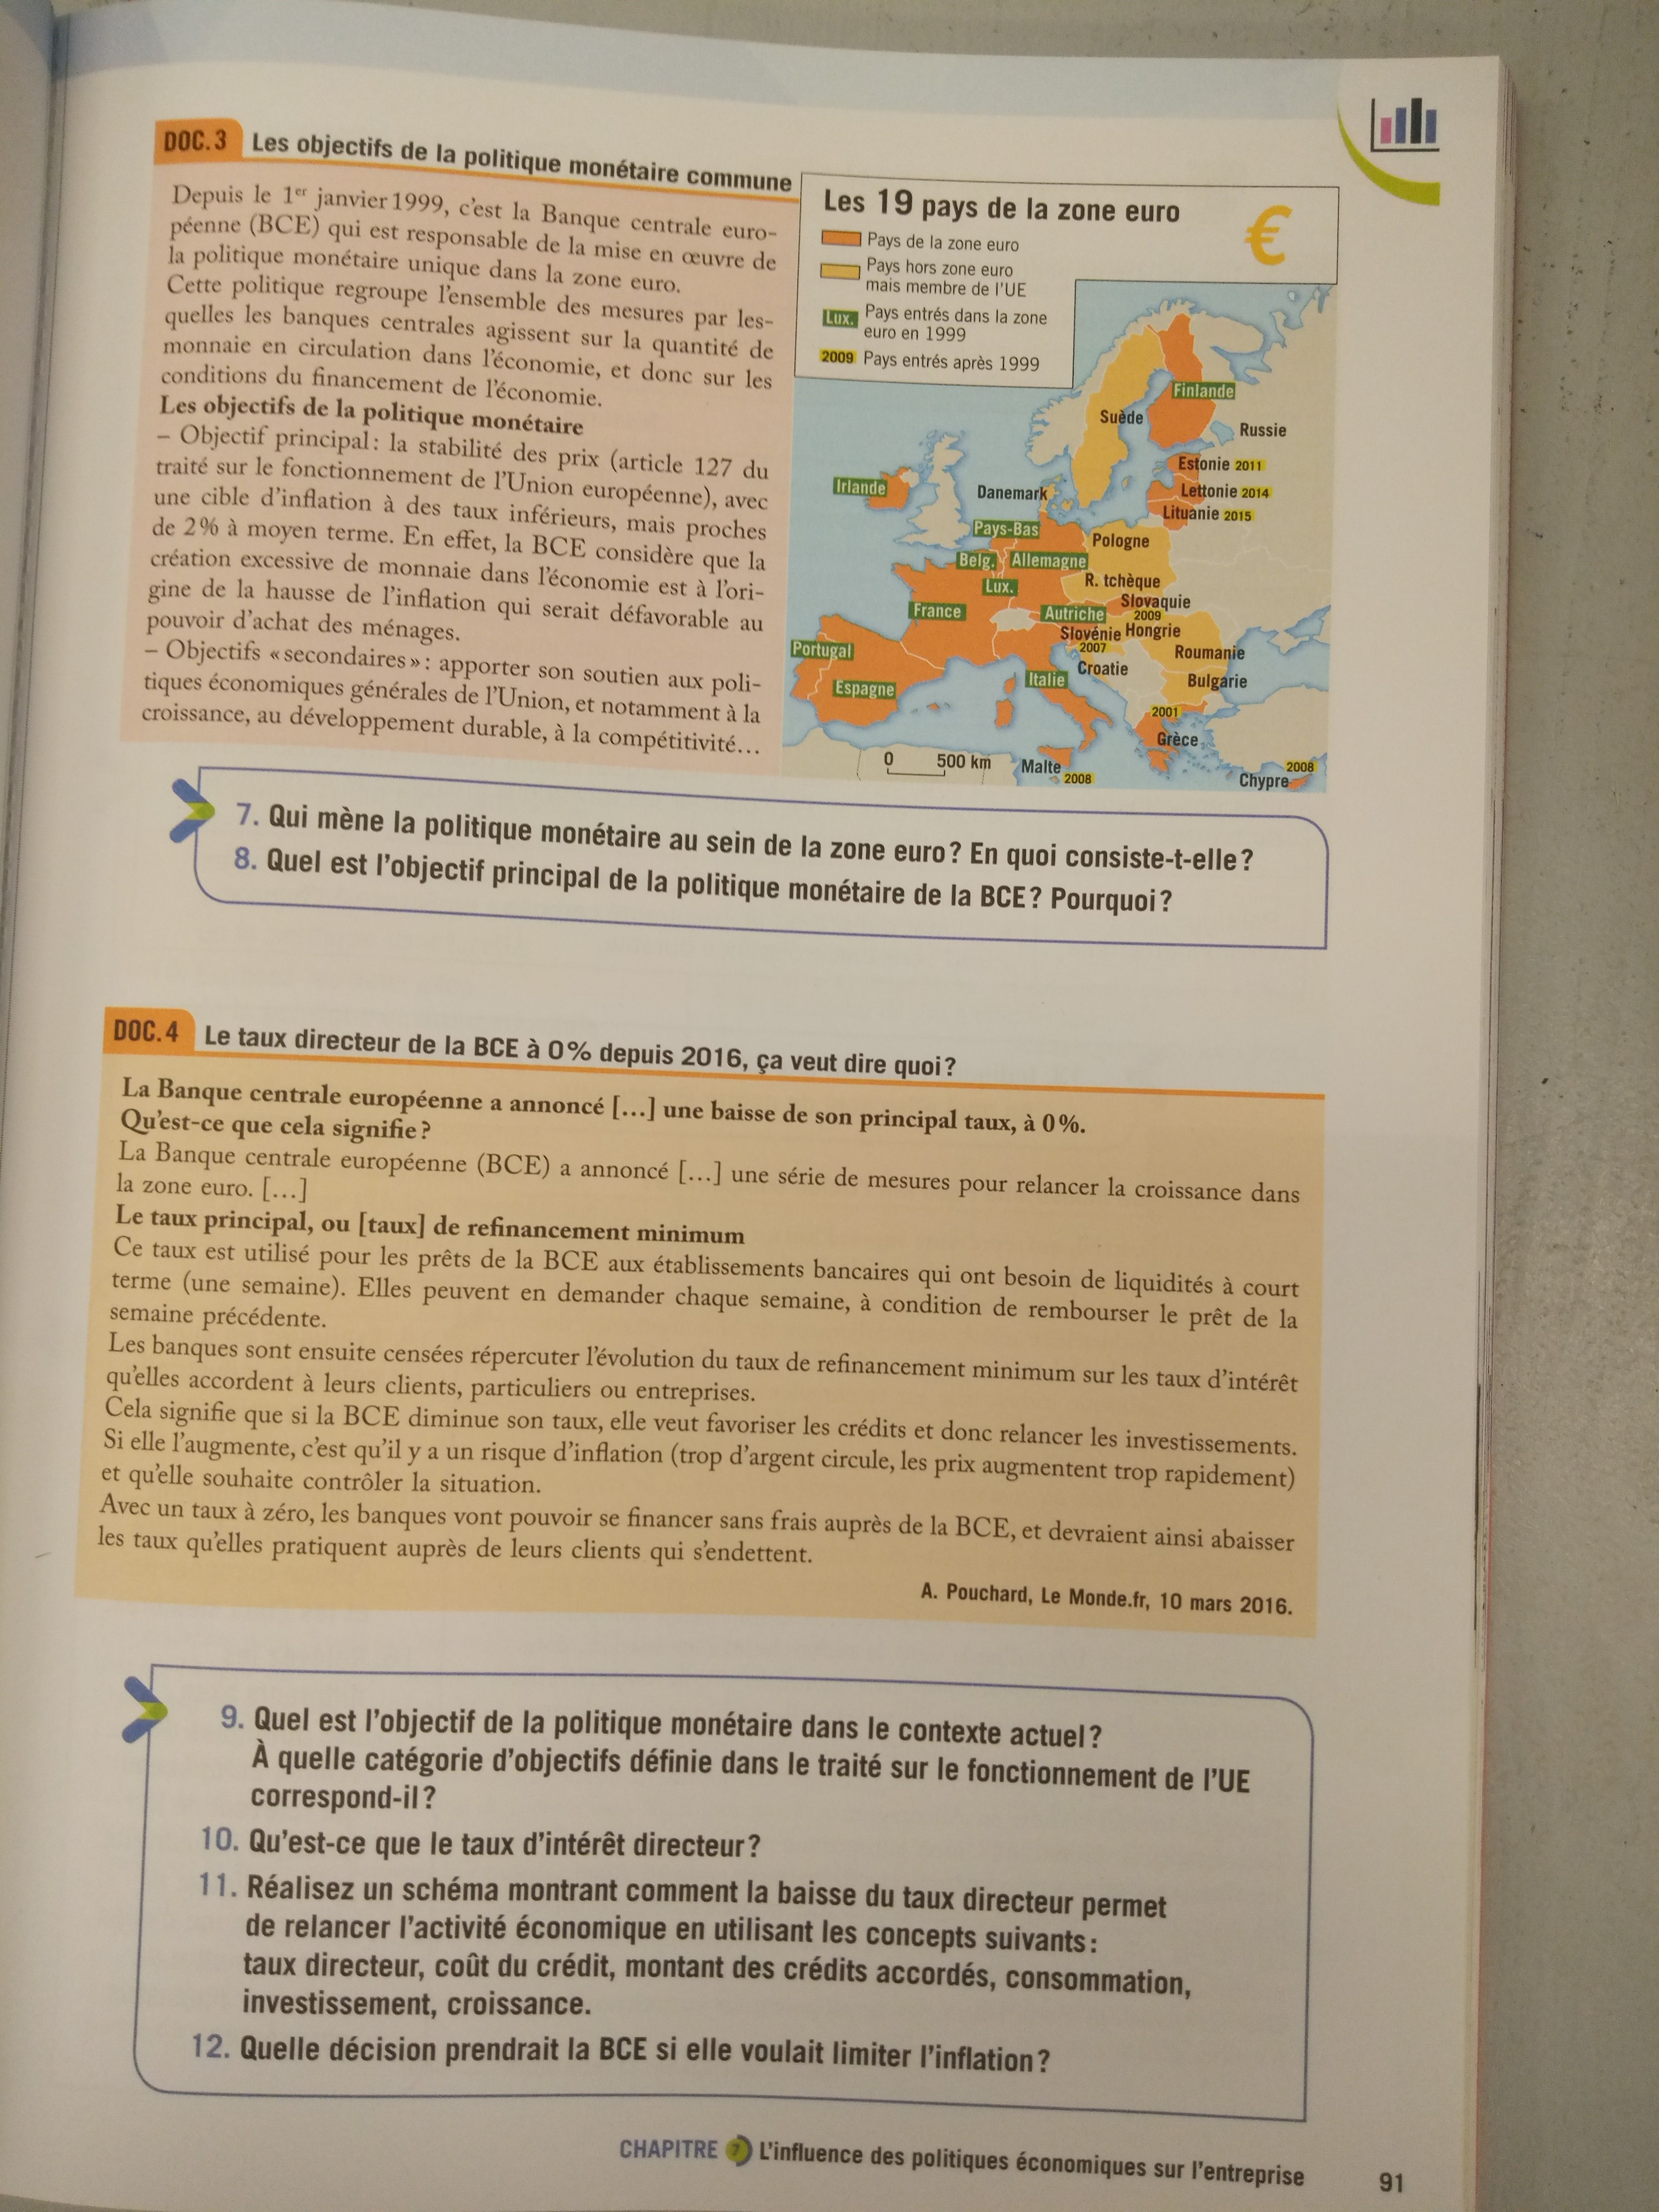 DOC.3 Les objectifs de la politique monétaire commune
Depuis le 1er janvier 1999, c'est la Banque centrale euro-
péenne (BCE) qui est responsable de la mise en œuvre de
la politique monétaire unique dans la zone euro.
Cette politique regroupe l'ensemble des mesures par les-
quelles les banques centrales agissent sur la quantité de
monnaie en circulation dans l'économie, et donc sur les
conditions du financement de l'économie.
Les objectifs de la politique monétaire
– Objectif principal : la stabilité des prix (article 127 du
traité sur le fonctionnement de l'Union européenne), avec
une cible d'inflation à des taux inférieurs, mais proches
de 2 % à moyen terme. En effet, la BCE considère que la
création excessive de monnaie dans l'économie est à l'ori-
gine de la hausse de l'inflation qui serait défavorable au
pouvoir d'achat des ménages.
– Objectifs « secondaires » : apporter son soutien aux poli-
tiques économiques générales de l'Union, et notamment à la
croissance, au développement durable, à la compétitivité...
Les 19 pays de la zone euro
€
Pays de la zone euro
Pays hors zone euro
mais membre de l'UE
Lux. Pays entrés dans la zone
euro en 1999
2009 Pays entrés après 1999
Finlande
Suède
Russie
Estonie 2011
Irlande
Danemark
Lettonie 2014
Lituanie 2015
Pays-Bas
Pologne
Belg.
Allemagne
Lux.
R. tchèque
Slovaquie
2009
France
Autriche
Slovénie
2007
Hongrie
Portugal
Roumanie
Croatie
Espagne
Italie
Bulgarie
2001
Grèce
0 500 km
Malte
2008
2008
Chypre
7. Qui mène la politique monétaire au sein de la zone euro ? En quoi consiste-t-elle ?
8. Quel est l'objectif principal de la politique monétaire de la BCE ? Pourquoi ?
DOC.4 Le taux directeur de la BCE à 0 % depuis 2016, ça veut dire quoi ?
La Banque centrale européenne a annoncé [...] une baisse de son principal taux, à 0 %.
Qu'est-ce que cela signifie ?
La Banque centrale européenne (BCE) a annoncé [...] une série de mesures pour relancer la croissance dans
la zone euro. [...]
Le taux principal, ou [taux] de refinancement minimum
Ce taux est utilisé pour les prêts de la BCE aux établissements bancaires qui ont besoin de liquidités à court
terme (une semaine). Elles peuvent en demander chaque semaine, à condition de rembourser le prêt de la
semaine précédente.
Les banques sont ensuite censées répercuter l'évolution du taux de refinancement minimum sur les taux d'intérêt
qu'elles accordent à leurs clients, particuliers ou entreprises.
Cela signifie que si la BCE diminue son taux, elle veut favoriser les crédits et donc relancer les investissements.
Si elle l'augmente, c'est qu'il y a un risque d'inflation (trop d'argent circule, les prix augmentent trop rapidement)
et qu'elle souhaite contrôler la situation.
Avec un taux à zéro, les banques vont pouvoir se financer sans frais auprès de la BCE, et devraient ainsi abaisser
les taux qu'elles pratiquent auprès de leurs clients qui s'endettent.
A. Pouchard, Le Monde.fr, 10 mars 2016.
9. Quel est l'objectif de la politique monétaire dans le contexte actuel ?
À quelle catégorie d'objectifs définie dans le traité sur le fonctionnement de l'UE
correspond-il ?
10. Qu'est-ce que le taux d'intérêt directeur ?
11. Réalisez un schéma montrant comment la baisse du taux directeur permet
de relancer l'activité économique en utilisant les concepts suivants :
taux directeur, coût du crédit, montant des crédits accordés, consommation,
investissement, croissance.
12. Quelle décision prendrait la BCE si elle voulait limiter l'inflation ?
CHAPITRE 7 L'influence des politiques économiques sur l'entreprise 91